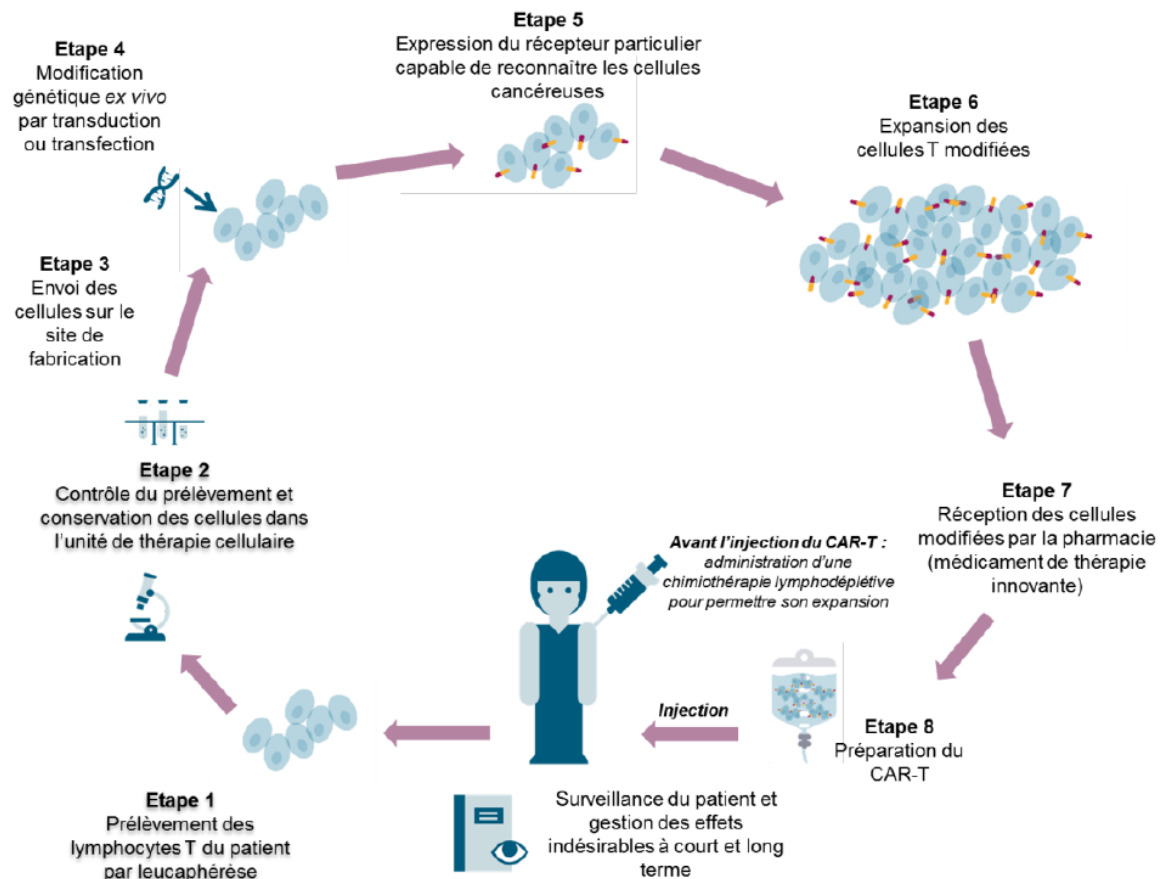 Etape 1
Prélèvement des
lymphocytes T du patient
par leucaphérèse
Etape 2
Contrôle du prélèvement et
conservation des cellules dans
l'unité de thérapie cellulaire
Etape 3
Envoi des
cellules sur le
site de
fabrication
Etape 4
Modification
génétique ex vivo
par transduction
ou transfection
Etape 5
Expression du récepteur particulier
capable de reconnaître les cellules
cancéreuses
Etape 6
Expansion des
cellules T modifiées
Etape 7
Réception des cellules
modifiées par la pharmacie
(médicament de thérapie
innovante)
Etape 8
Préparation du
CAR-T
Avant l'injection du CAR-T :
administration d'une
chimiothérapie lymphodéplétive
pour permettre son expansion
Injection
Surveillance du patient et
gestion des effets
indésirables à court et long
terme